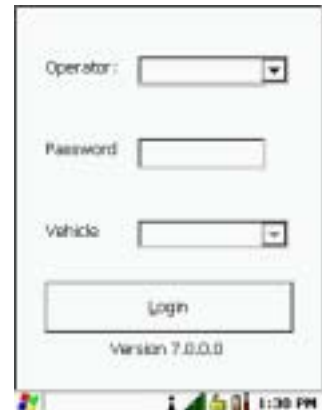 Operator:
Password
Vehicle
Login
Version 7.0.0.0
1:30 PM